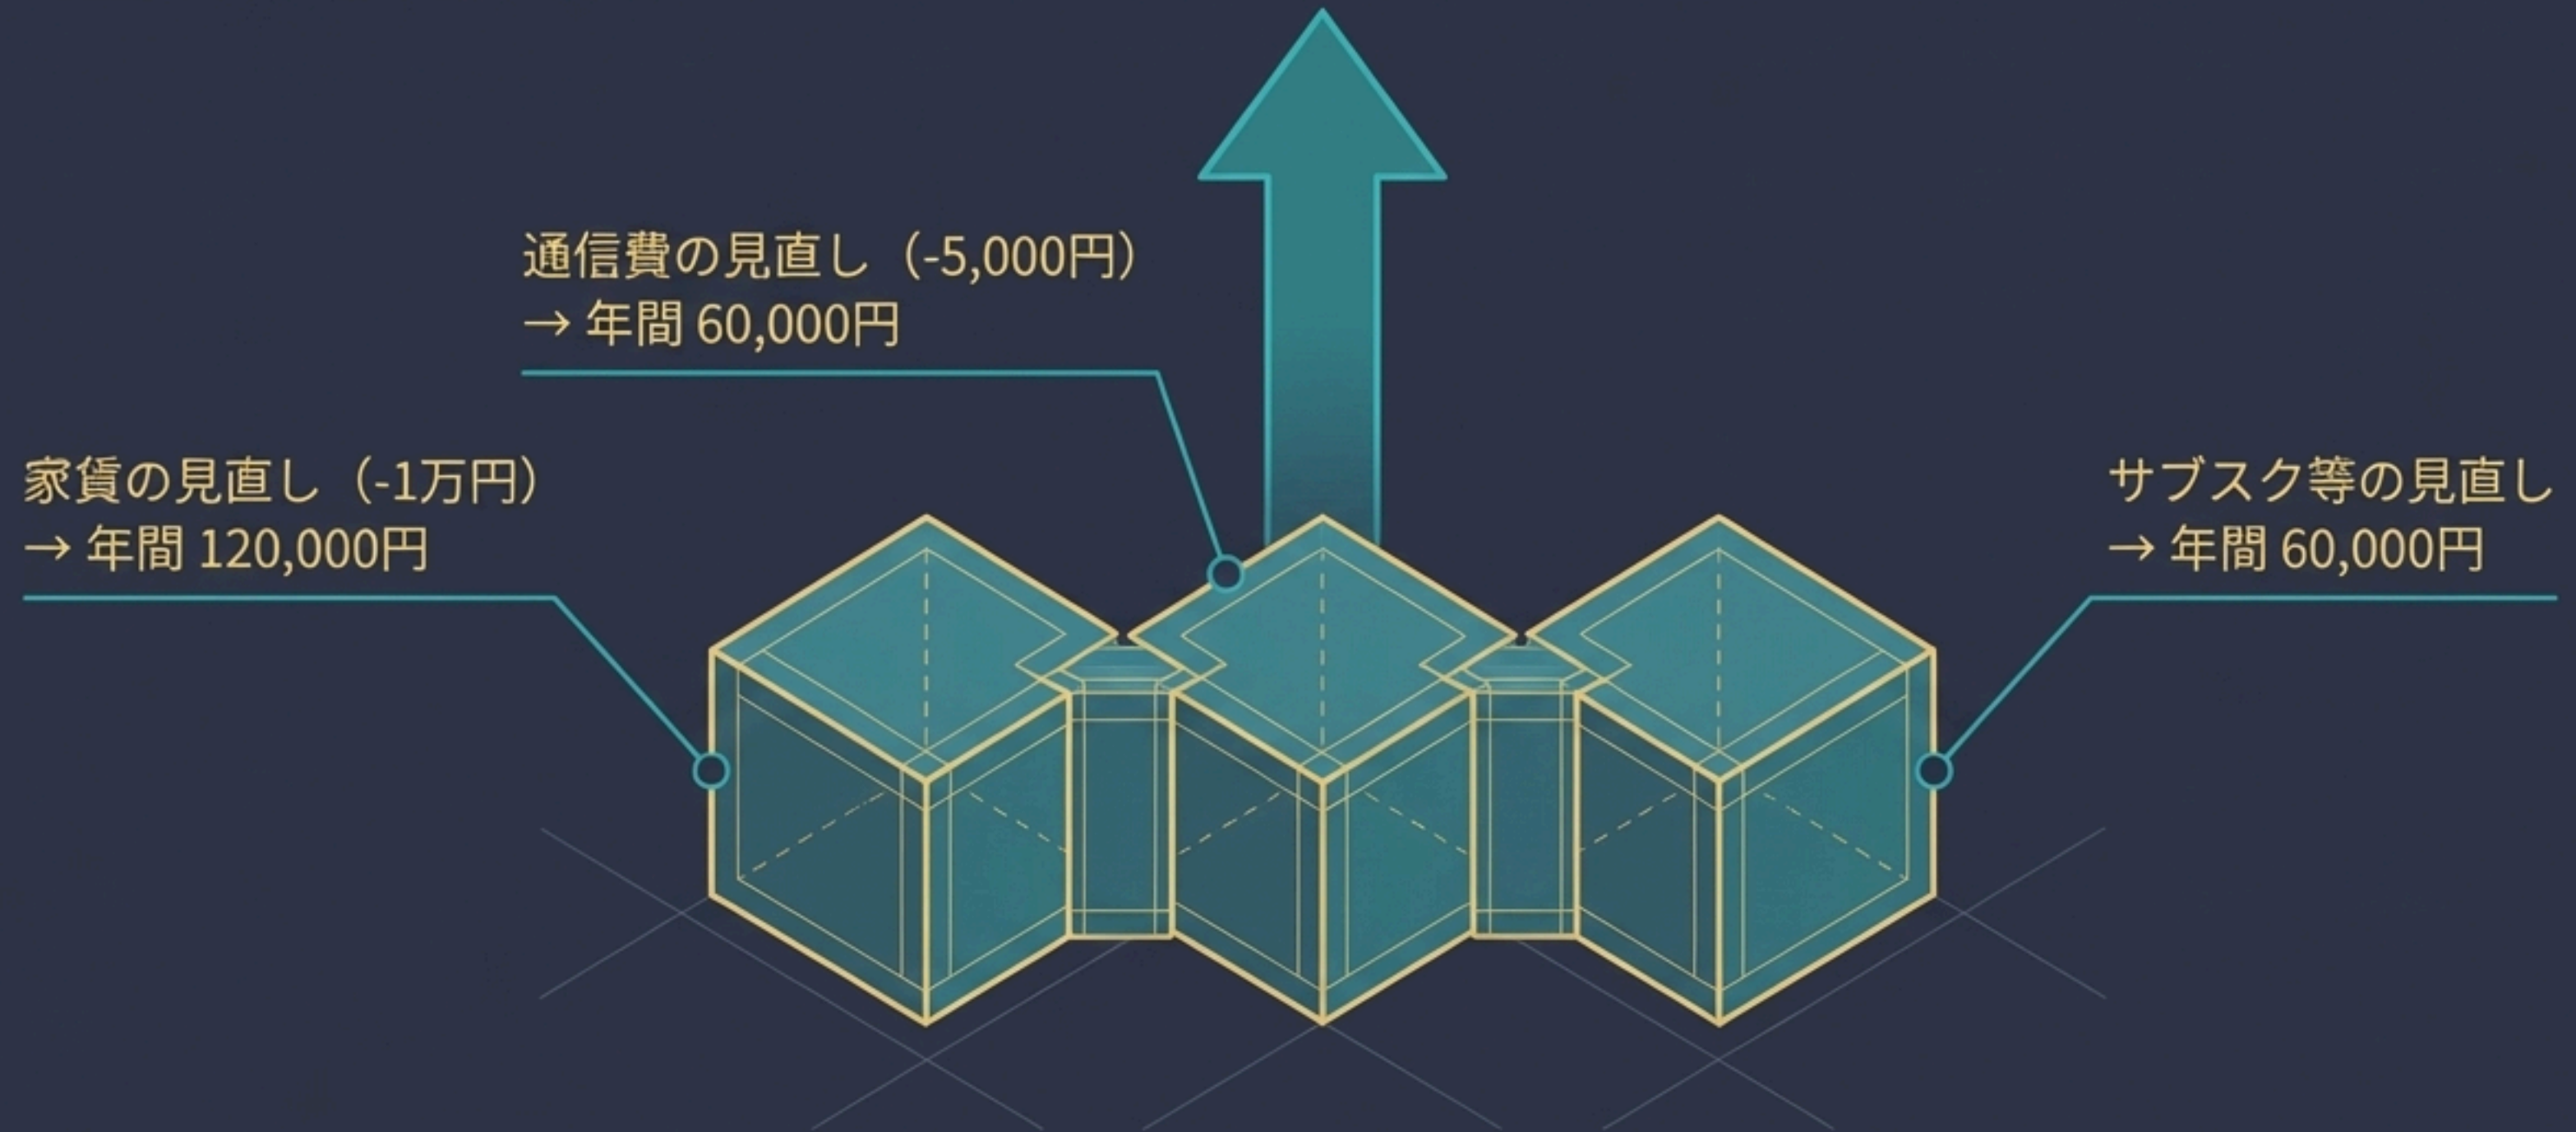 通信費の見直し（-5,000円）
→ 年間 60,000円
家賃の見直し（-1万円）
→ 年間 120,000円
サブスク等の見直し
→ 年間 60,000円